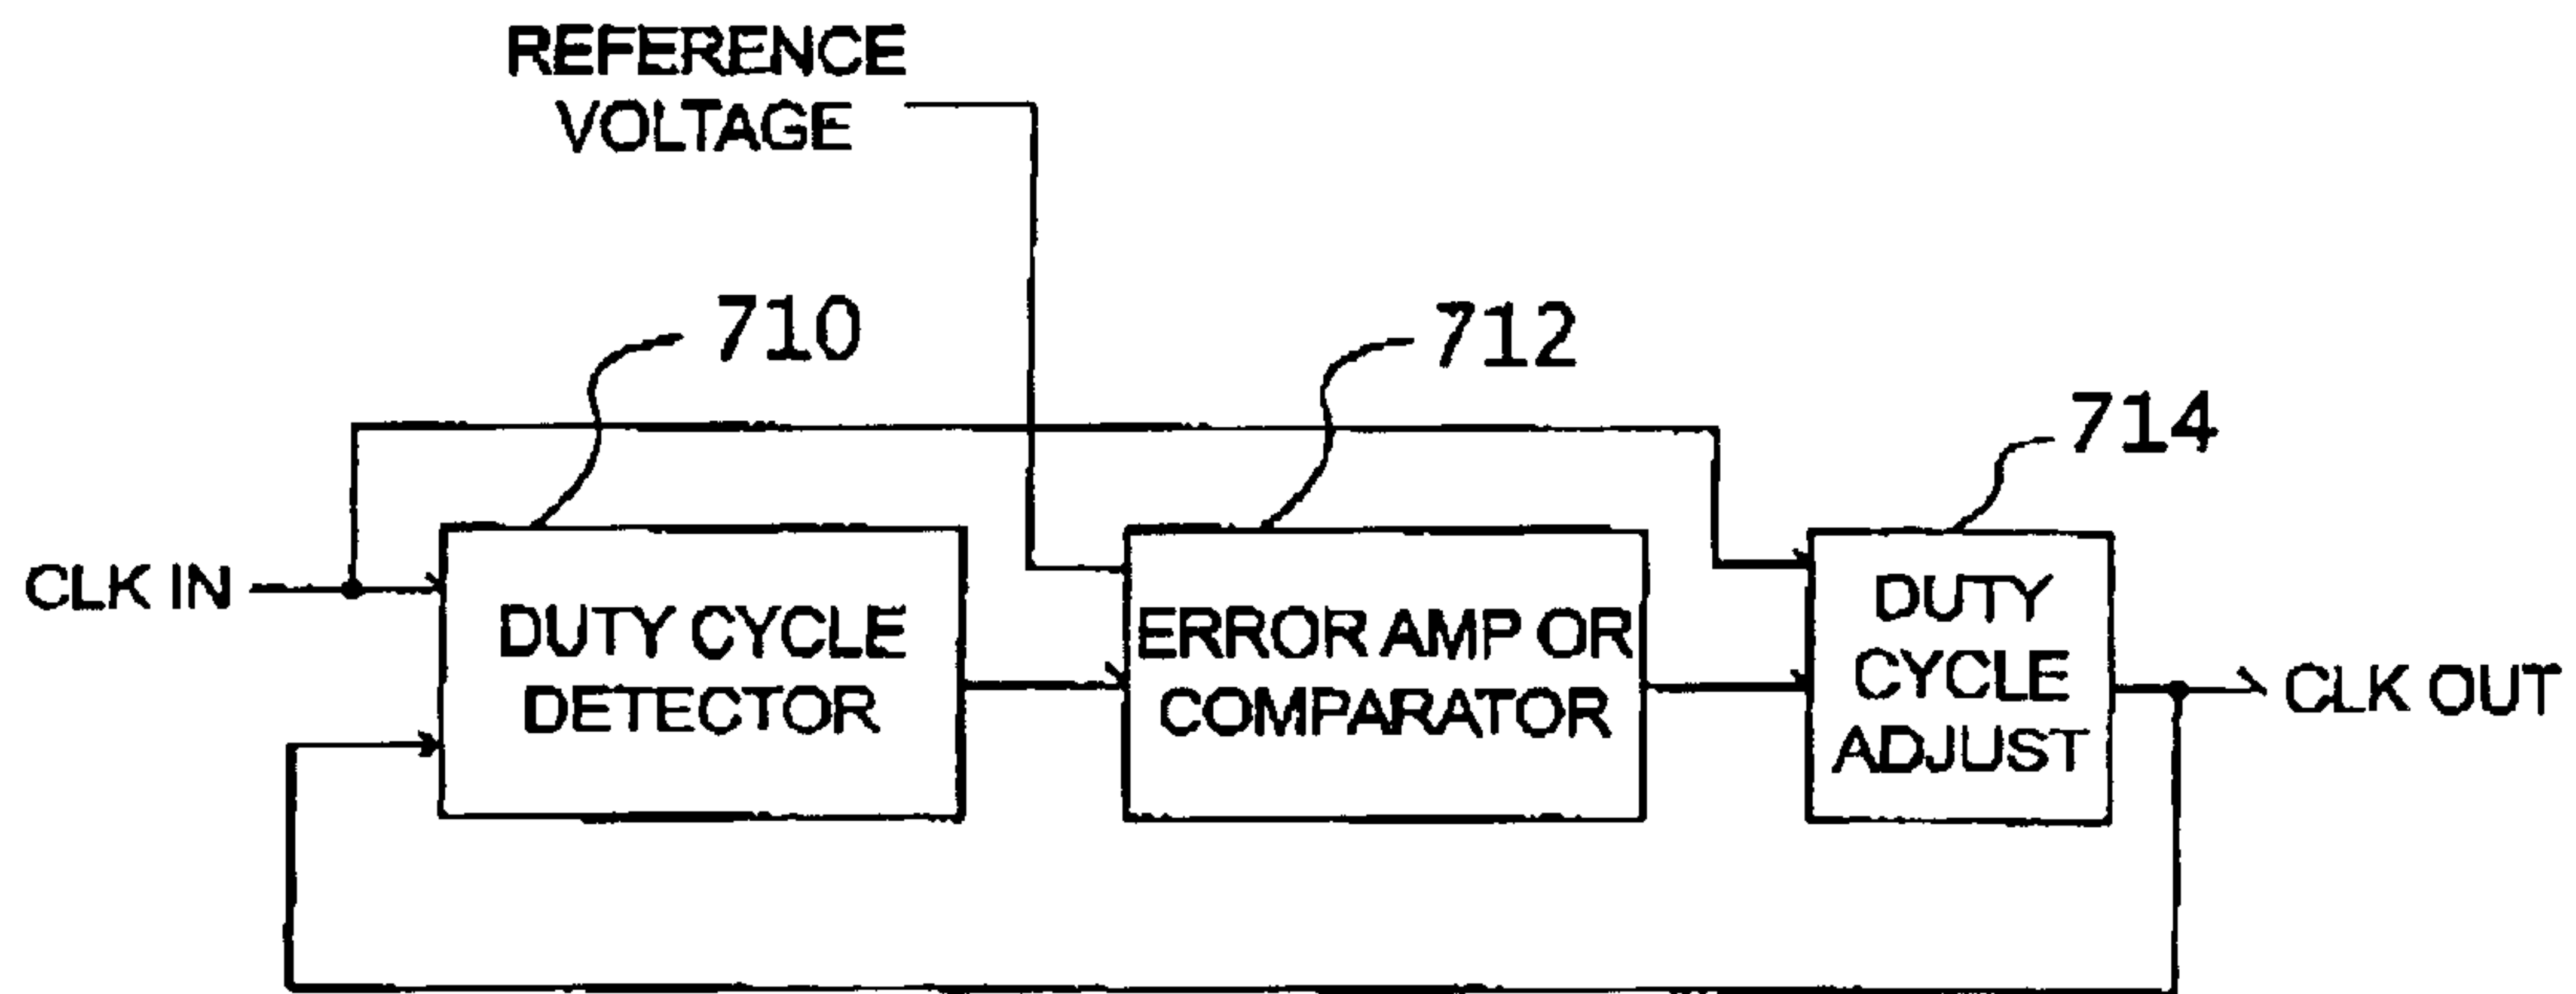 REFERENCE
VOLTAGE
710
712
714
CLK IN
DUTY CYCLE
DETECTOR
ERROR AMP OR
COMPARATOR
DUTY
CYCLE
ADJUST
CLK OUT